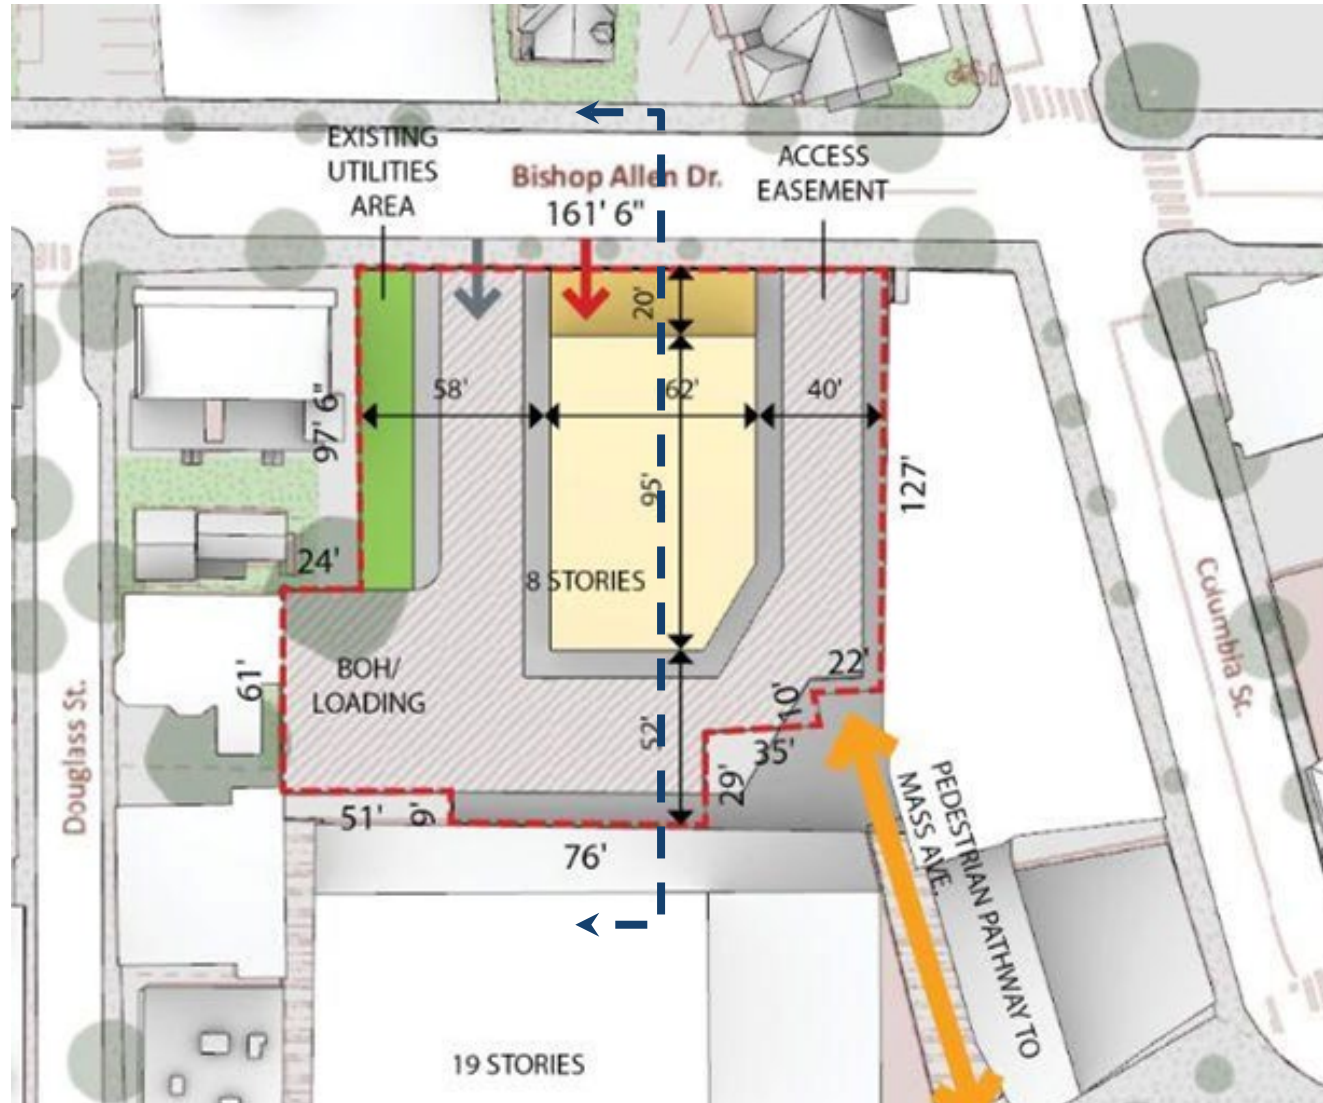 EXISTING
UTILITIES
AREA
Bishop Allen Dr.
161' 6"
ACCESS
EASEMENT
20'
58'
62'
40'
97' 6"
95'
127'
24'
8 STORIES
61'
BOH/
LOADING
22'
10'
52'
35'
29'
51'
9'
76'
Douglass St.
Columbia St.
PEDESTRIAN PATHWAY TO
MASS AVE.
19 STORIES